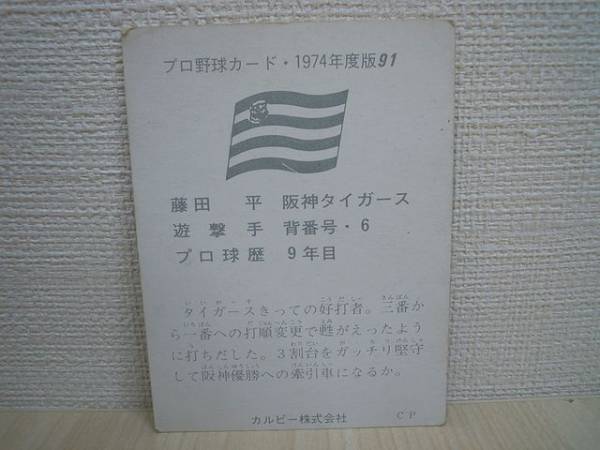 プロ野球カード・1974年度版91
藤田 平 阪神タイガース
遊撃手 背番号・6
プロ球歴 9年目
タイガースきっての好打者。三番か
ら一番への打順変更で甦がえったよう
に打ちだした。3割台をガッチリ堅守
して阪神優勝への牽引車になるか。
カルビー株式会社 CP